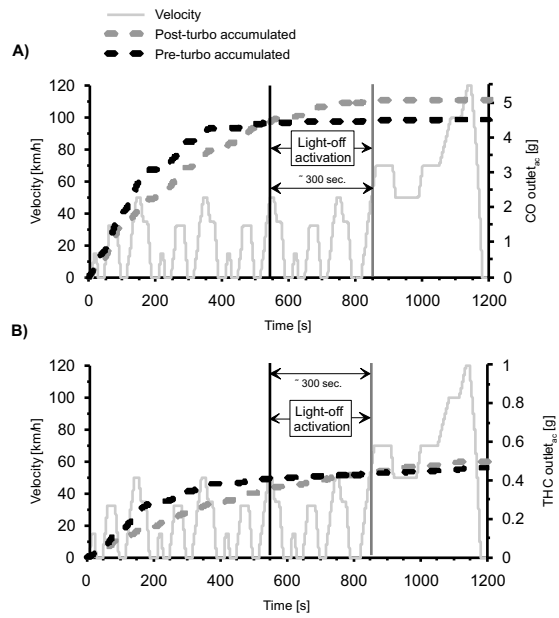 Velocity
Post-turbo accumulated
Pre-turbo accumulated
A)
120
100
80
60
40
20
0
Velocity [km/h]
Light-off
activation
~ 300 sec.
5
4
3
2
1
0
CO outlet_ac [g]
0 200 400 600 800 1000 1200
Time [s]
B)
120
100
80
60
40
20
0
Velocity [km/h]
~ 300 sec.
Light-off
activation
1
0.8
0.6
0.4
0.2
0
THC outlet_ac [g]
0 200 400 600 800 1000 1200
Time [s]